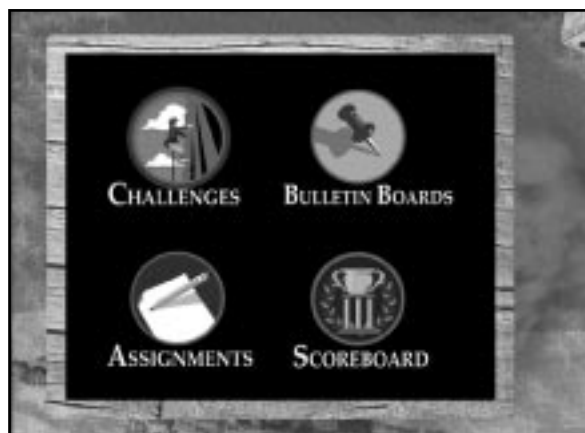 CHALLENGES
BULLETIN BOARDS
ASSIGNMENTS
SCOREBOARD